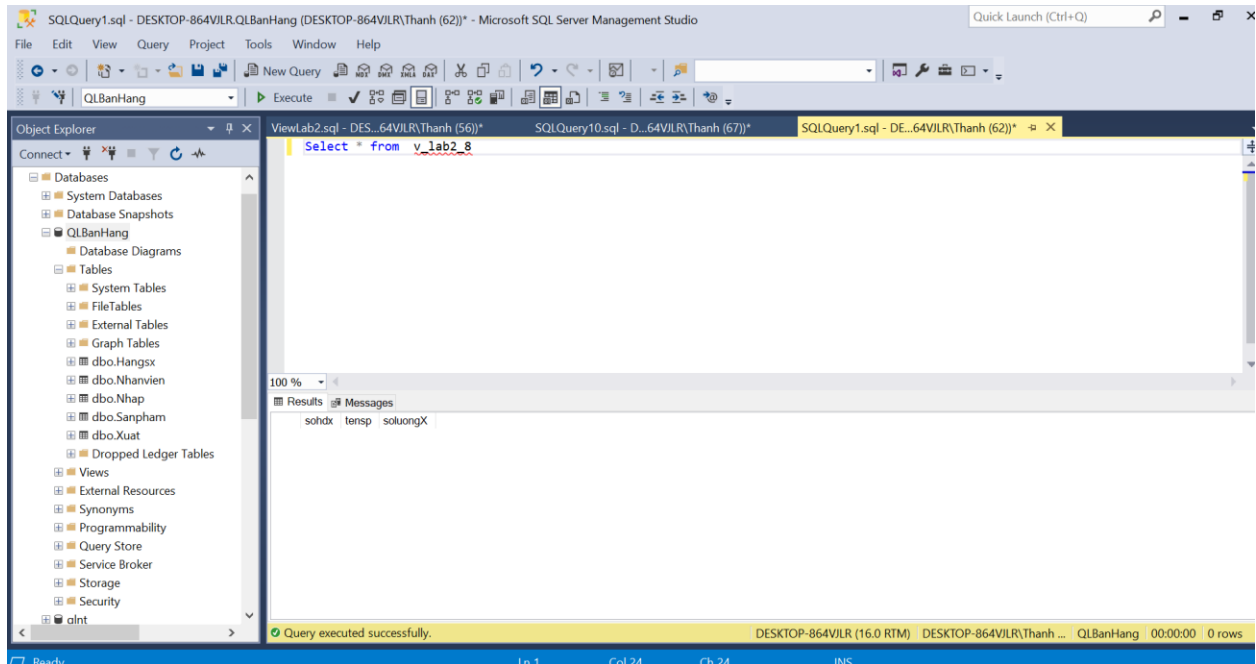 SQLQuery1.sql - DESKTOP-864VJLR.QLBanHang (DESKTOP-864VJLR\Thanh (62))* - Microsoft SQL Server Management Studio
Quick Launch (Ctrl+Q)
File Edit View Query Project Tools Window Help
New Query MDX DMX XMLA DAX
QLBanHang Execute
Object Explorer
ViewLab2.sql - DES...64VJLR\Thanh (56))* SQLQuery10.sql - D...64VJLR\Thanh (67))* SQLQuery1.sql - DE...64VJLR\Thanh (62))*
Connect
Select * from v_lab2_8
Databases
System Databases
Database Snapshots
QLBanHang
Database Diagrams
Tables
System Tables
FileTables
External Tables
Graph Tables
dbo.Hangsx
dbo.Nhanvien
dbo.Nhap
dbo.Sanpham
dbo.Xuat
Dropped Ledger Tables
Views
External Resources
Synonyms
Programmability
Query Store
Service Broker
Storage
Security
qlnt
100 %
Results Messages
sohdx tensp soluongX
Query executed successfully. DESKTOP-864VJLR (16.0 RTM) DESKTOP-864VJLR\Thanh ... QLBanHang 00:00:00 0 rows
Ready Ln 1 Col 24 Ch 24 INS